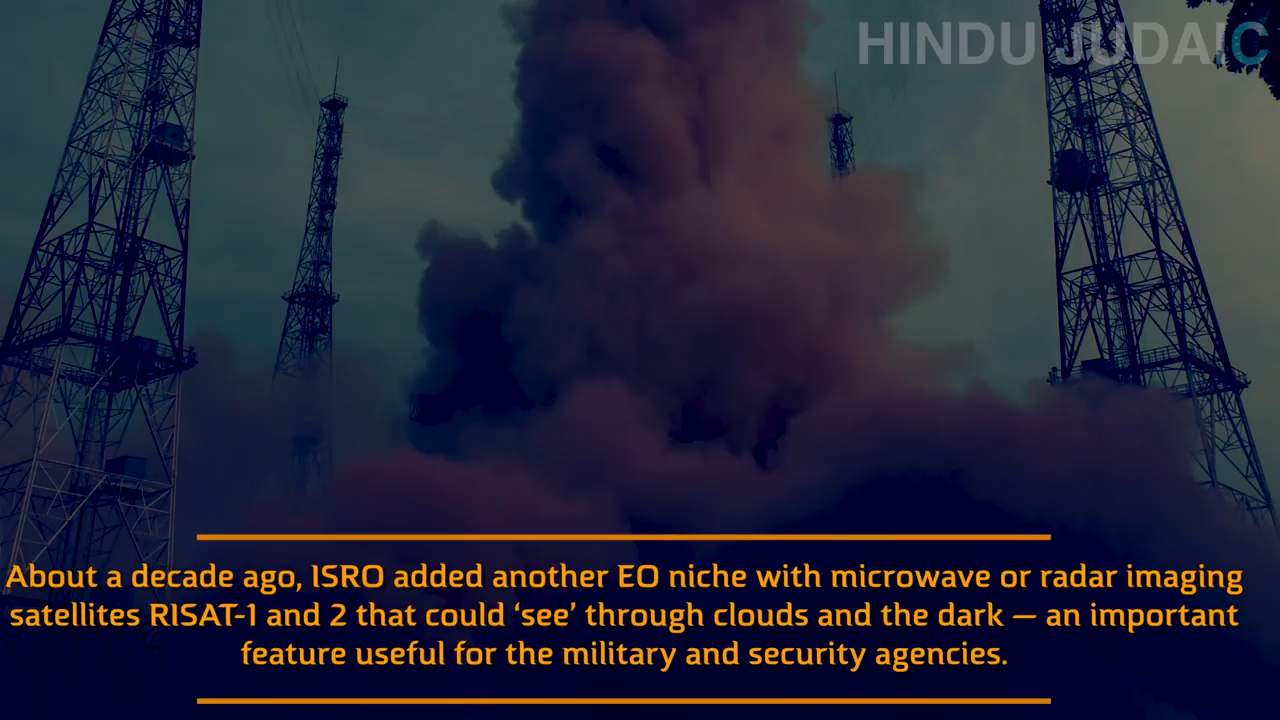 HINDU JUDAIC
About a decade ago, ISRO added another EO niche with microwave or radar imaging
satellites RISAT-1 and 2 that could ‘see’ through clouds and the dark — an important
feature useful for the military and security agencies.